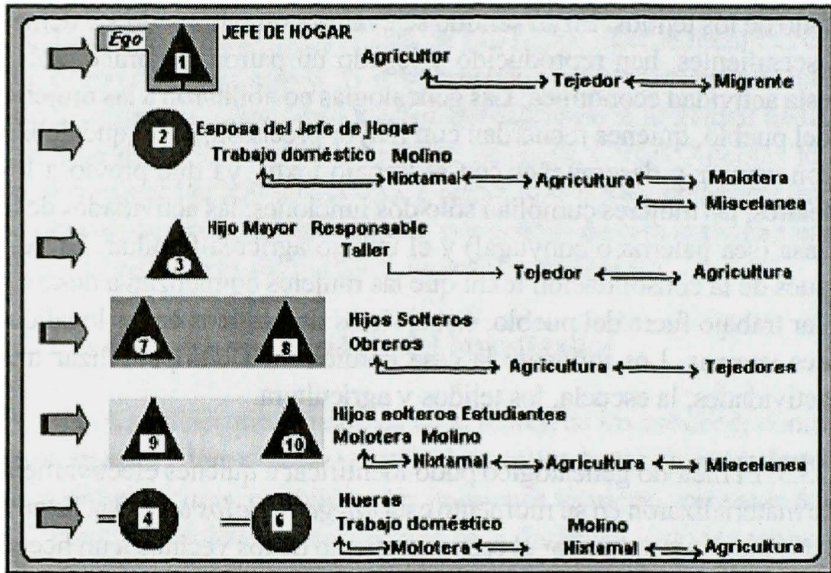 Ego JEFE DE HOGAR
1
Agricultor
Tejedor Migrante
2 Esposa del Jefe de Hogar
Trabajo doméstico Molino
Nixtamal Agricultura Molotera
Miscelanea
Hijo Mayor Responsable
3 Taller
Tejedor Agricultura
Hijos Solteros
7 8 Obreros
Agricultura Tejedores
Hijos solteros Estudiantes
9 10 Molotera Molino
Nixtamal Agricultura Miscelanea
Nueras
= 4 = 6 Trabajo doméstico Molino
Molotera Nixtamal Agricultura